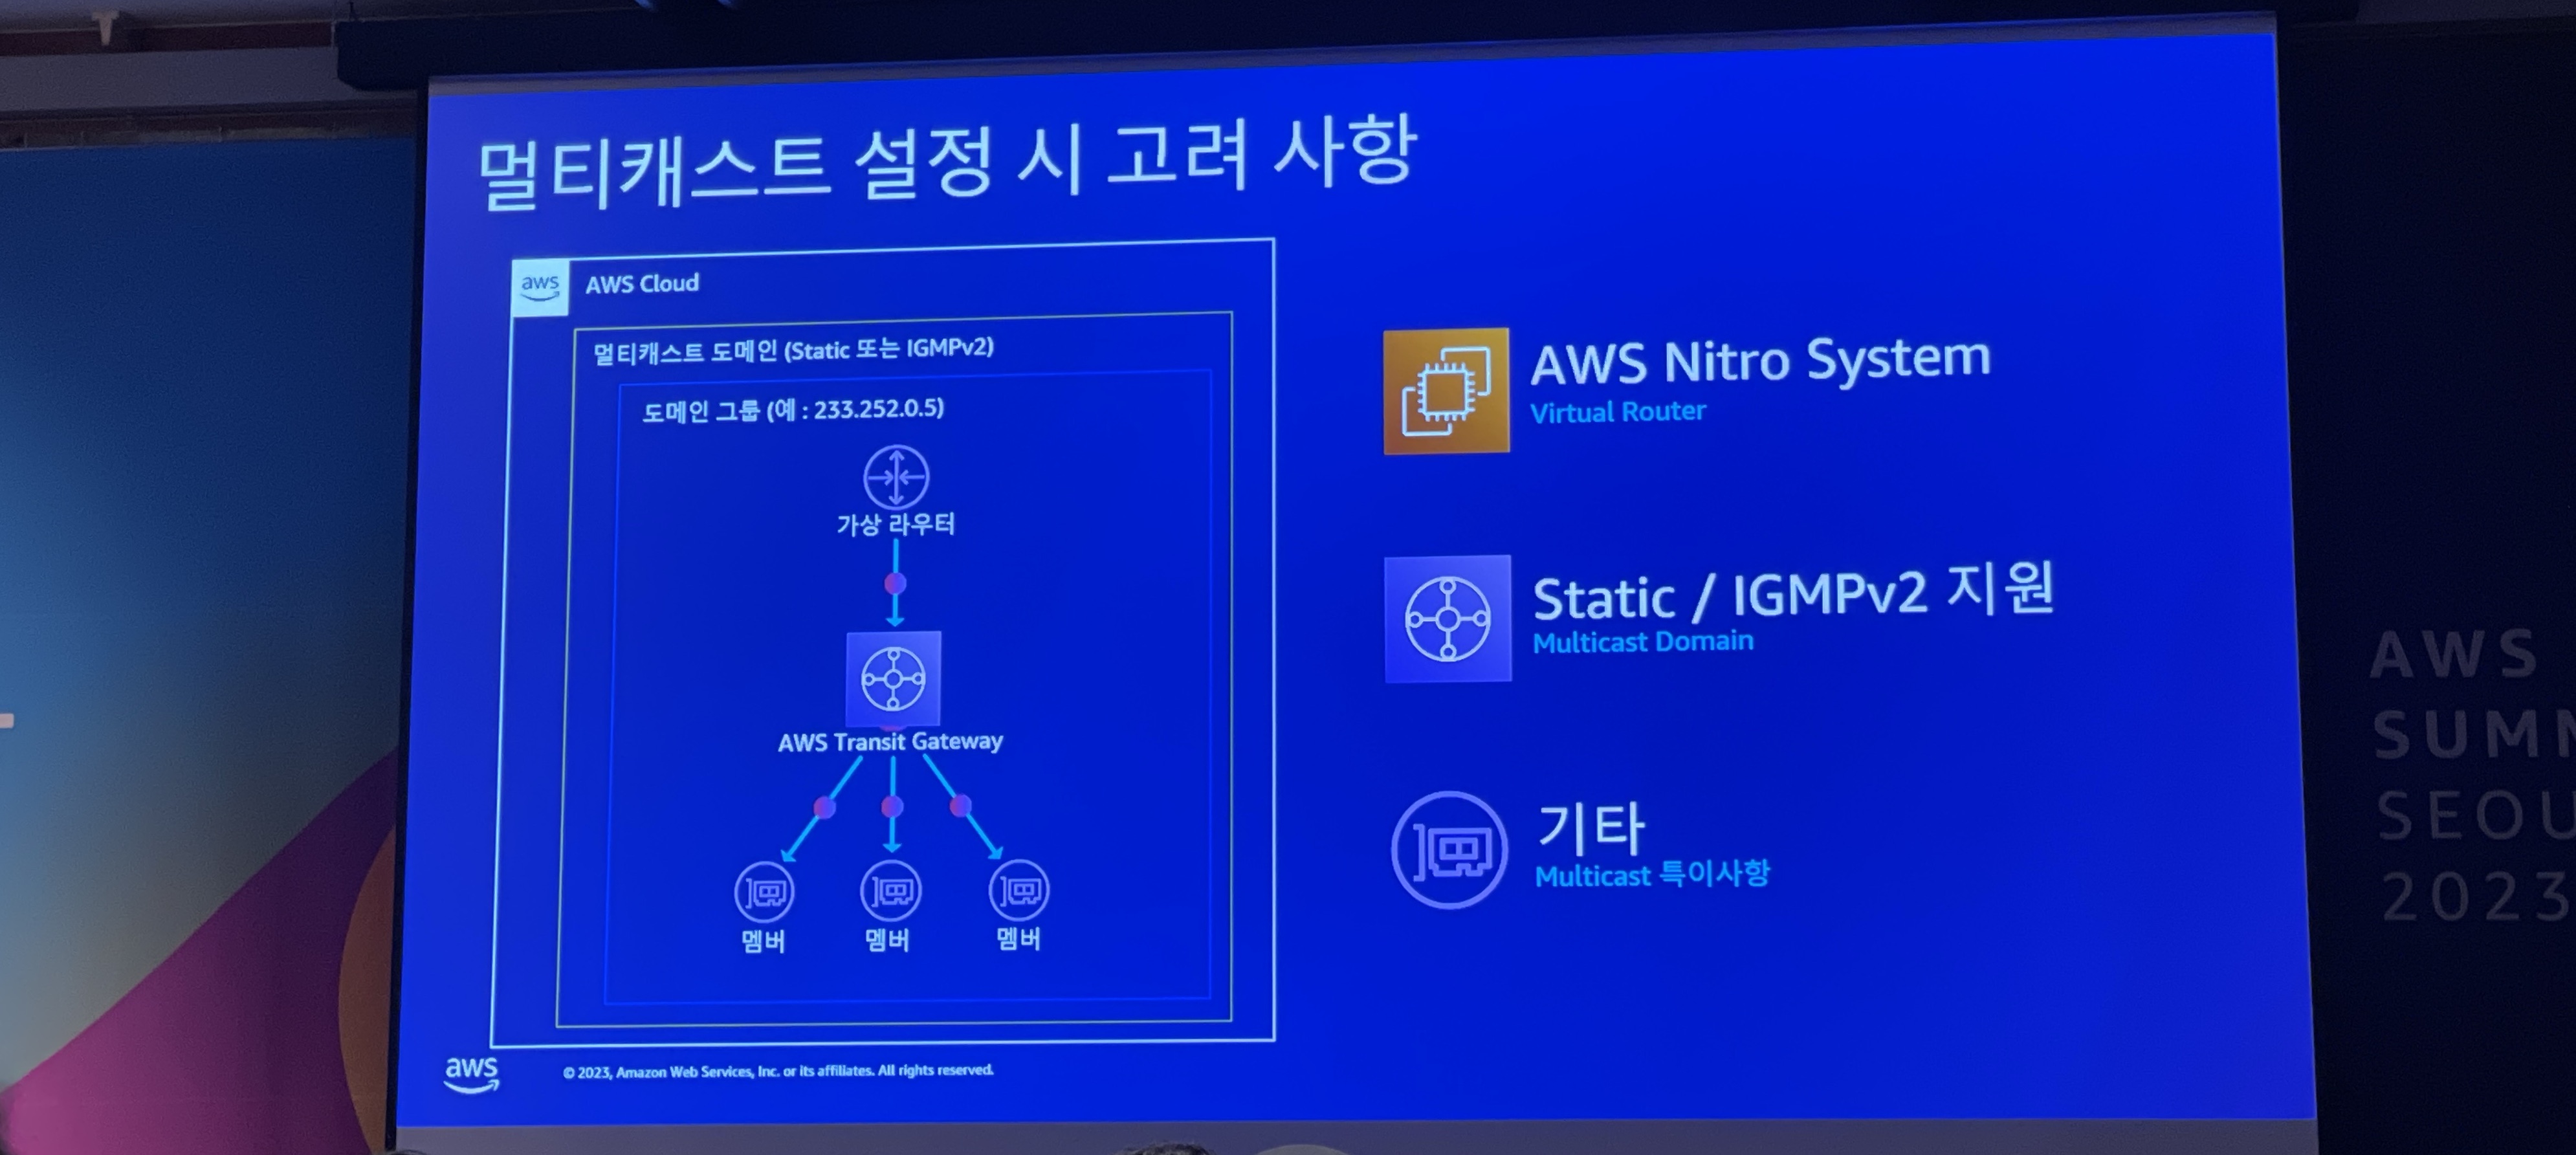 멀티캐스트 설정 시 고려 사항
aws
AWS Cloud
멀티캐스트 도메인 (Static 또는 IGMPv2)
도메인 그룹 (예 : 233.252.0.5)
가상 라우터
AWS Transit Gateway
멤버
멤버
멤버
AWS Nitro System
Virtual Router
Static / IGMPv2 지원
Multicast Domain
기타
Multicast 특이사항
aws
© 2023, Amazon Web Services, Inc. or its affiliates. All rights reserved.
AWS
SUMM
SEOU
2023